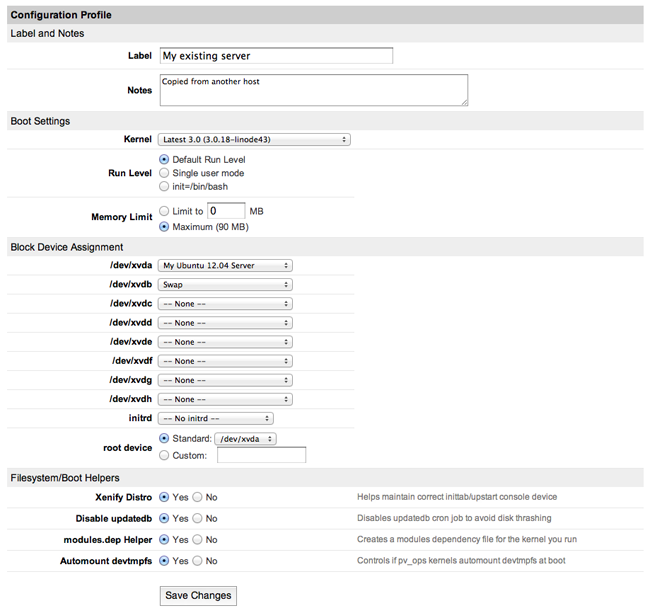 Configuration Profile
Label and Notes
Label My existing server
Notes Copied from another host
Boot Settings
Kernel Latest 3.0 (3.0.18-linode43)
Run Level Default Run Level
Single user mode
init=/bin/bash
Memory Limit Limit to 0 MB
Maximum (90 MB)
Block Device Assignment
/dev/xvda My Ubuntu 12.04 Server
/dev/xvdb Swap
/dev/xvdc -- None --
/dev/xvdd -- None --
/dev/xvde -- None --
/dev/xvdf -- None --
/dev/xvdg -- None --
/dev/xvdh -- None --
initrd -- No initrd --
root device Standard: /dev/xvda
Custom:
Filesystem/Boot Helpers
Xenify Distro Yes No Helps maintain correct inittab/upstart console device
Disable updatedb Yes No Disables updatedb cron job to avoid disk thrashing
modules.dep Helper Yes No Creates a modules dependency file for the kernel you run
Automount devtmpfs Yes No Controls if pv_ops kernels automount devtmpfs at boot
Save Changes